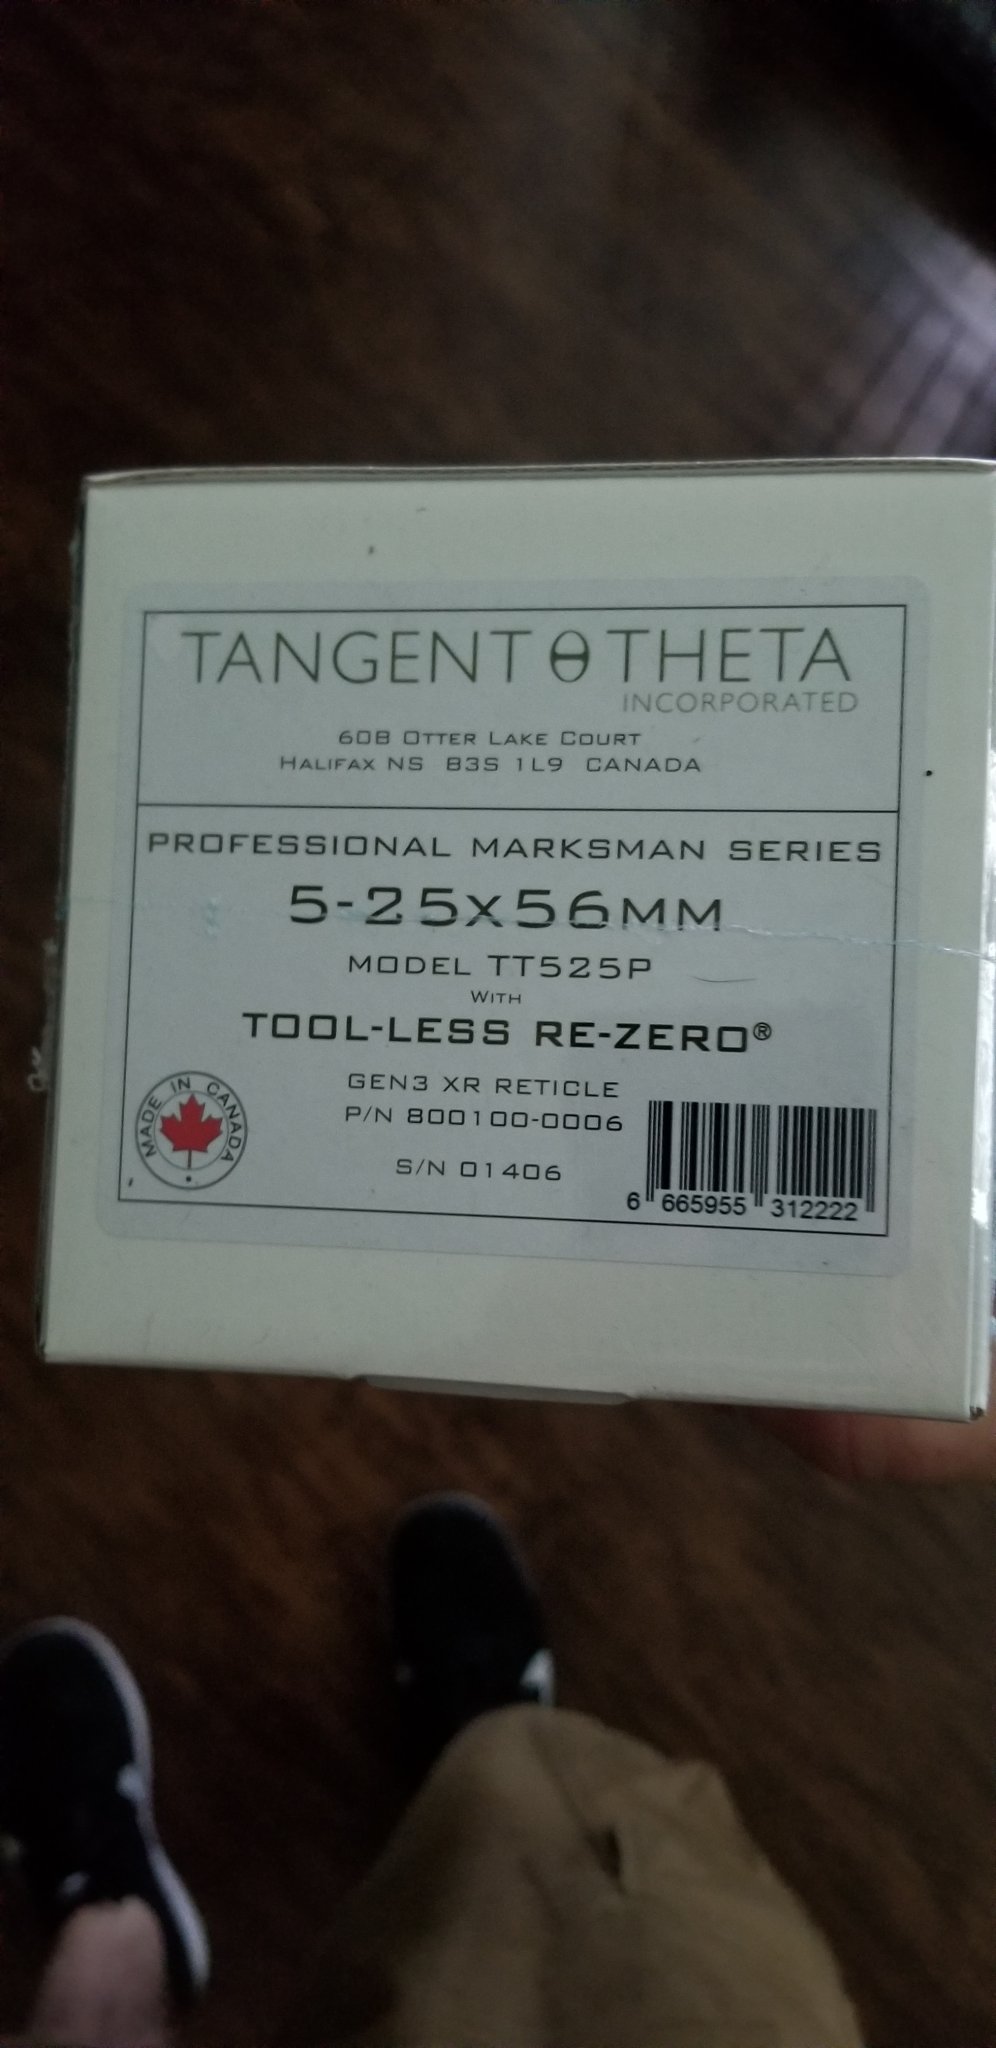 TANGENT θ THETA
INCORPORATED
60B OTTER LAKE COURT
HALIFAX NS B3S 1L9 CANADA
PROFESSIONAL MARKSMAN SERIES
5-25X56MM
MODEL TT525P
WITH
TOOL-LESS RE-ZERO®
GEN3 XR RETICLE
P/N 800100-0006
S/N 01406
MADE IN CANADA
6 665955 312222